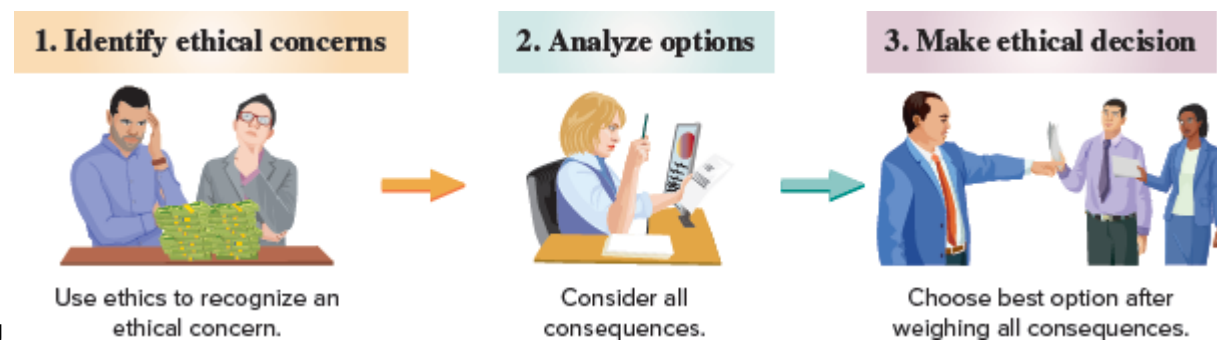 1. Identify ethical concerns
2. Analyze options
3. Make ethical decision
Use ethics to recognize an
ethical concern.
Consider all
consequences.
Choose best option after
weighing all consequences.